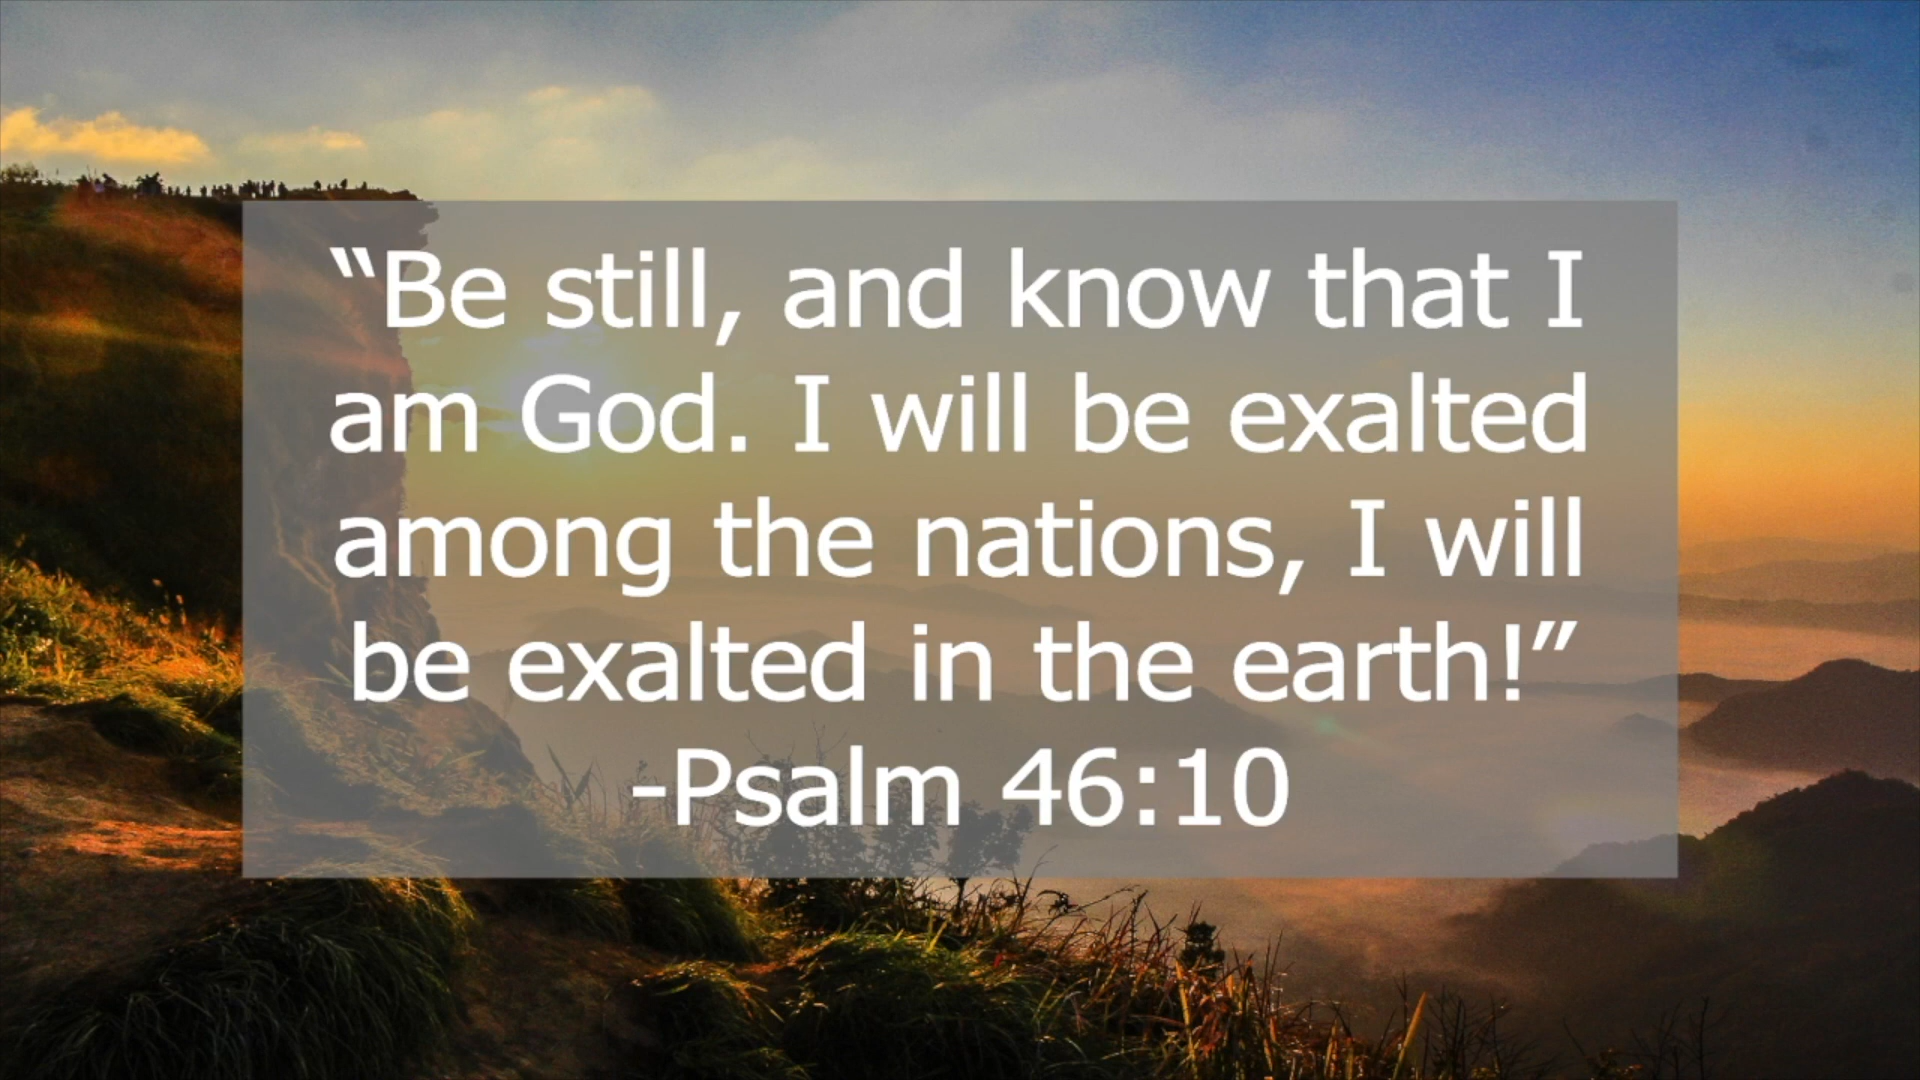 “Be still, and know that I
am God. I will be exalted
among the nations, I will
be exalted in the earth!”
-Psalm 46:10